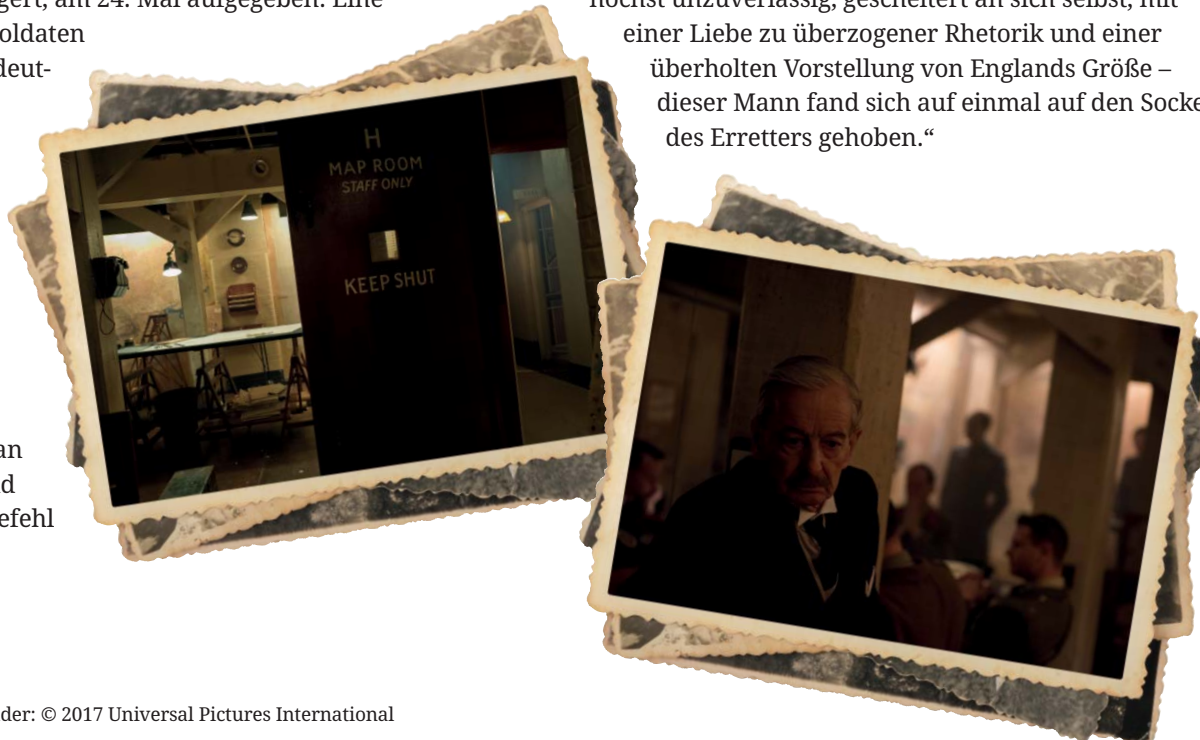 gert, am 24. Mai aufgegeben. Eine
oldaten
deut-
an
d
efehl
höchst unzuverlässig, gescheitert an sich selbst, mit
einer Liebe zu überzogener Rhetorik und einer
überholten Vorstellung von Englands Größe –
dieser Mann fand sich auf einmal auf den Socke
des Erretters gehoben.“
H
MAP ROOM
STAFF ONLY
KEEP SHUT
der: © 2017 Universal Pictures International